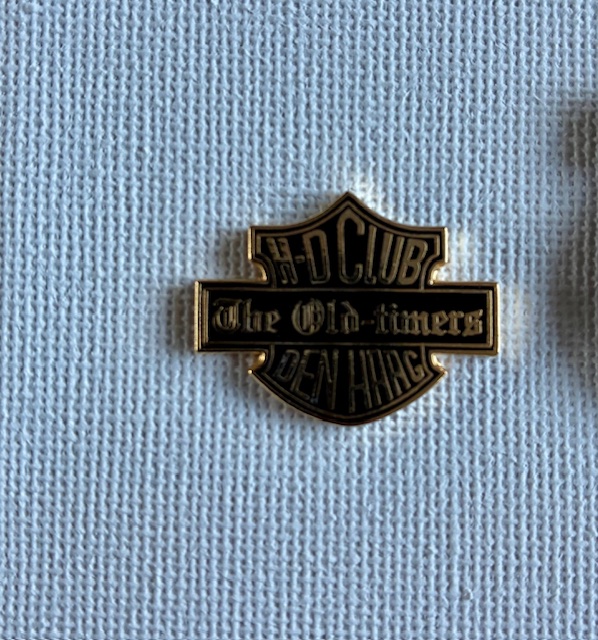 H-D CLUB
The Old-timers
DEN HAAG